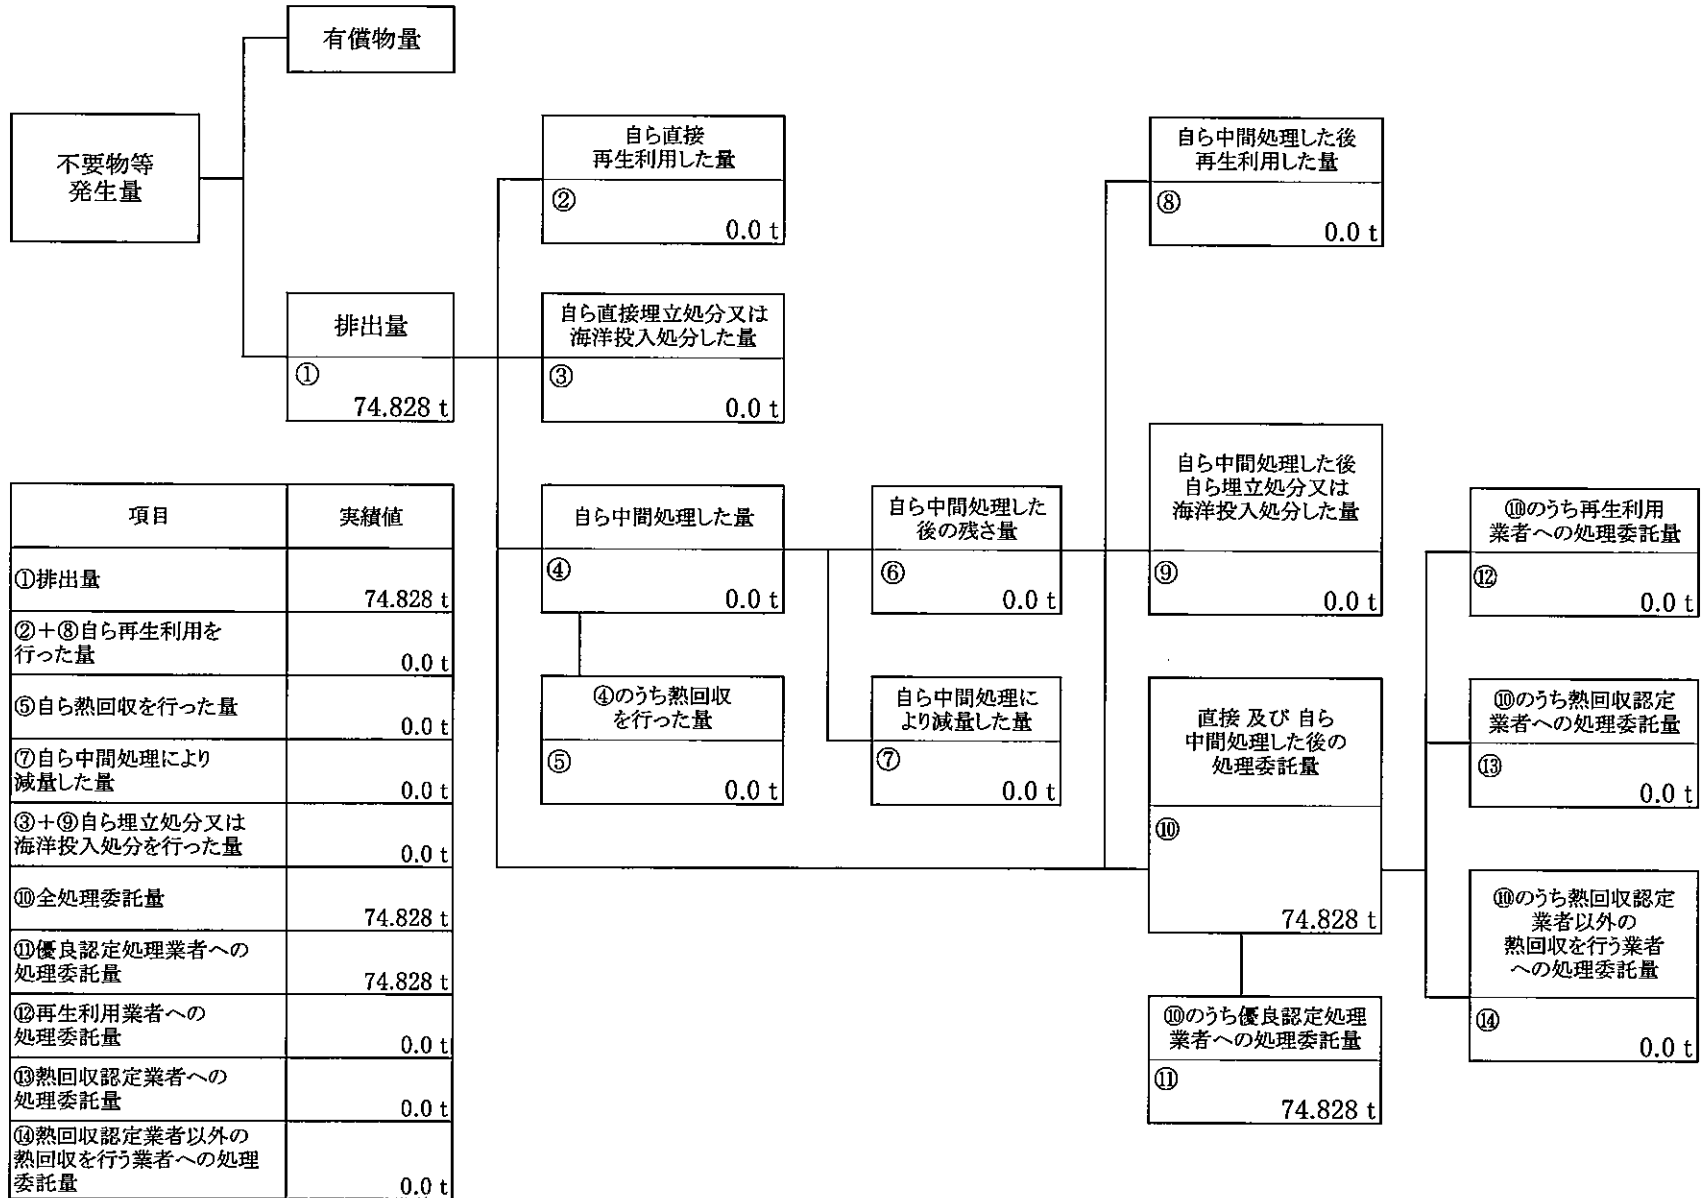 有償物量
不要物等
発生量
排出量
①
74.828 t
自ら直接
再生利用した量
②
0.0 t
自ら直接埋立処分又は
海洋投入処分した量
③
0.0 t
自ら中間処理した量
④
0.0 t
④のうち熱回収
を行った量
⑤
0.0 t
自ら中間処理した
後の残さ量
⑥
0.0 t
自ら中間処理に
より減量した量
⑦
0.0 t
自ら中間処理した後
再生利用した量
⑧
0.0 t
自ら中間処理した後
自ら埋立処分又は
海洋投入処分した量
⑨
0.0 t
直接 及び 自ら
中間処理した後の
処理委託量
⑩
74.828 t
⑩のうち優良認定処理
業者への処理委託量
⑪
74.828 t
⑩のうち再生利用
業者への処理委託量
⑫
0.0 t
⑩のうち熱回収認定
業者への処理委託量
⑬
0.0 t
⑩のうち熱回収認定
業者以外の
熱回収を行う業者
への処理委託量
⑭
0.0 t
項目
実績値
①排出量
74.828 t
②+⑧自ら再生利用を
行った量
0.0 t
⑤自ら熱回収を行った量
0.0 t
⑦自ら中間処理により
減量した量
0.0 t
③+⑨自ら埋立処分又は
海洋投入処分を行った量
0.0 t
⑩全処理委託量
74.828 t
⑪優良認定処理業者への
処理委託量
74.828 t
⑫再生利用業者への
処理委託量
0.0 t
⑬熱回収認定業者への
処理委託量
0.0 t
⑭熱回収認定業者以外の
熱回収を行う業者への処理
委託量
0.0 t